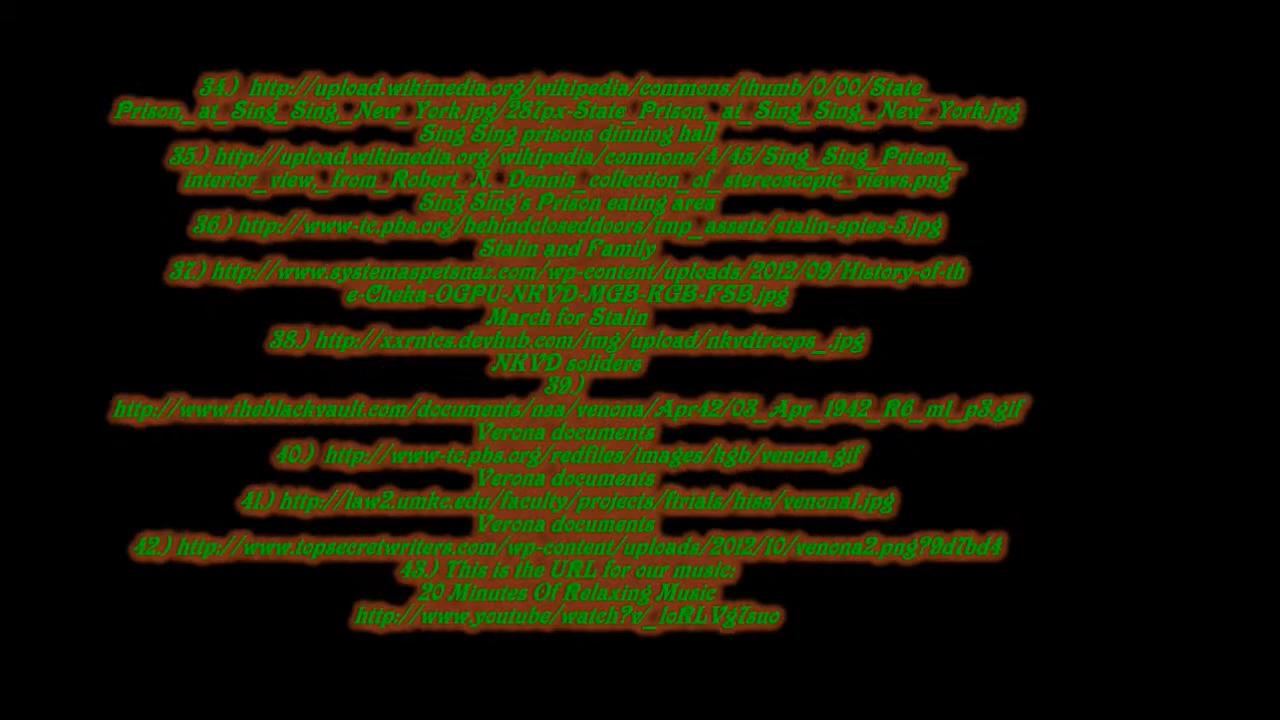 34.) http://upload.wikimedia.org/wikipedia/commons/thumb/0/00/State_
Prison,_at_Sing_Sing,_New_York.jpg/287px-State_Prison,_at_Sing_Sing,_New_York.jpg
Sing Sing prisons dinning hall
35.) http://upload.wikimedia.org/wikipedia/commons/4/45/Sing_Sing_Prison,_
interior_view,_from_Robert_N._Dennis_collection_of_stereoscopic_views.png
Sing Sing's Prison eating area
36.) http://www-tc.pbs.org/behindcloseddoors/tmp_assets/stalin-spies-5.jpg
Stalin and Family
37.) http://www.systemaspetsnaz.com/wp-content/uploads/2012/09/History-of-th
e-Cheka-OGPU-NKVD-MGB-KGB-FSB.jpg
March for Stalin
38.) http://xxrntcs.devhub.com/img/upload/nkvdtroops_.jpg
NKVD soliders
39.)
http://www.theblackvault.com/documents/nsa/venona/Apr42/03_Apr_1942_R6_m1_p3.gif
Verona documents
40.) http://www-tc.pbs.org/redfiles/images/kgb/venona.gif
Verona documents
41.) http://law2.umkc.edu/faculty/projects/ftrials/hiss/venona1.jpg
Verona documents
42.) http://www.topsecretwriters.com/wp-content/uploads/2012/10/venona2.png?9d7bd4
43.) This is the URL for our music:
20 Minutes Of Relaxing Music
http://www.youtube/watch?v/_loRLVg7suo